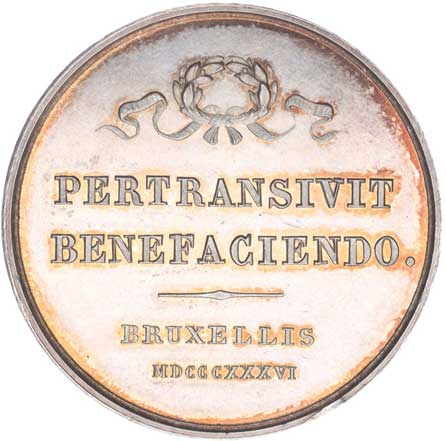 PERTRANSIVIT
BENEFACIENDO.
BRUXELLIS
MDCCCXXXVI